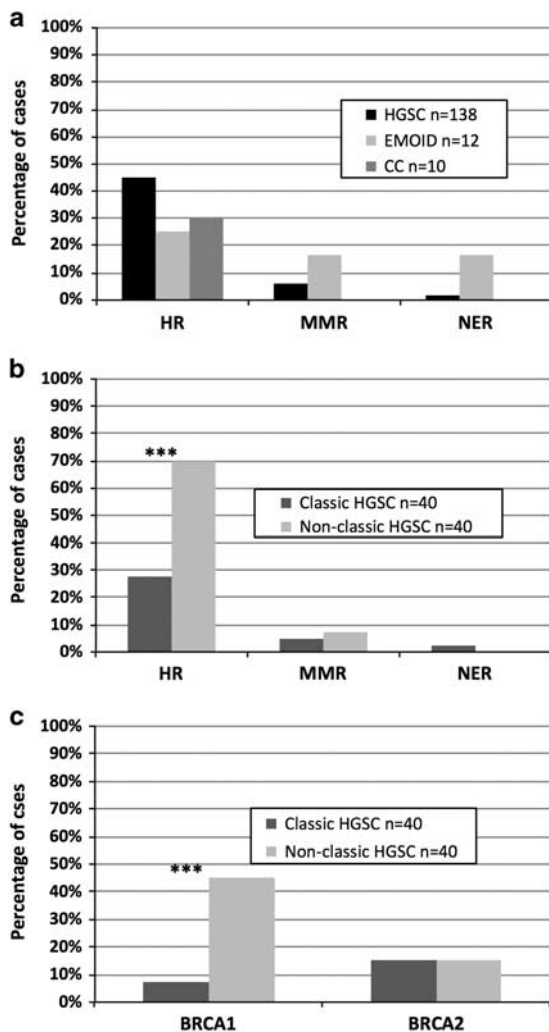 a
Percentage of cases
100%
90%
80%
70%
60%
50%
40%
30%
20%
10%
0%
HGSC n=138
EMOID n=12
CC n=10
HR MMR NER
b
Percentage of cases
100%
90%
80%
70%
60%
50%
40%
30%
20%
10%
0%
***
Classic HGSC n=40
Non-classic HGSC n=40
HR MMR NER
c
Percentage of cses
100%
90%
80%
70%
60%
50%
40%
30%
20%
10%
0%
***
Classic HGSC n=40
Non-classic HGSC n=40
BRCA1 BRCA2